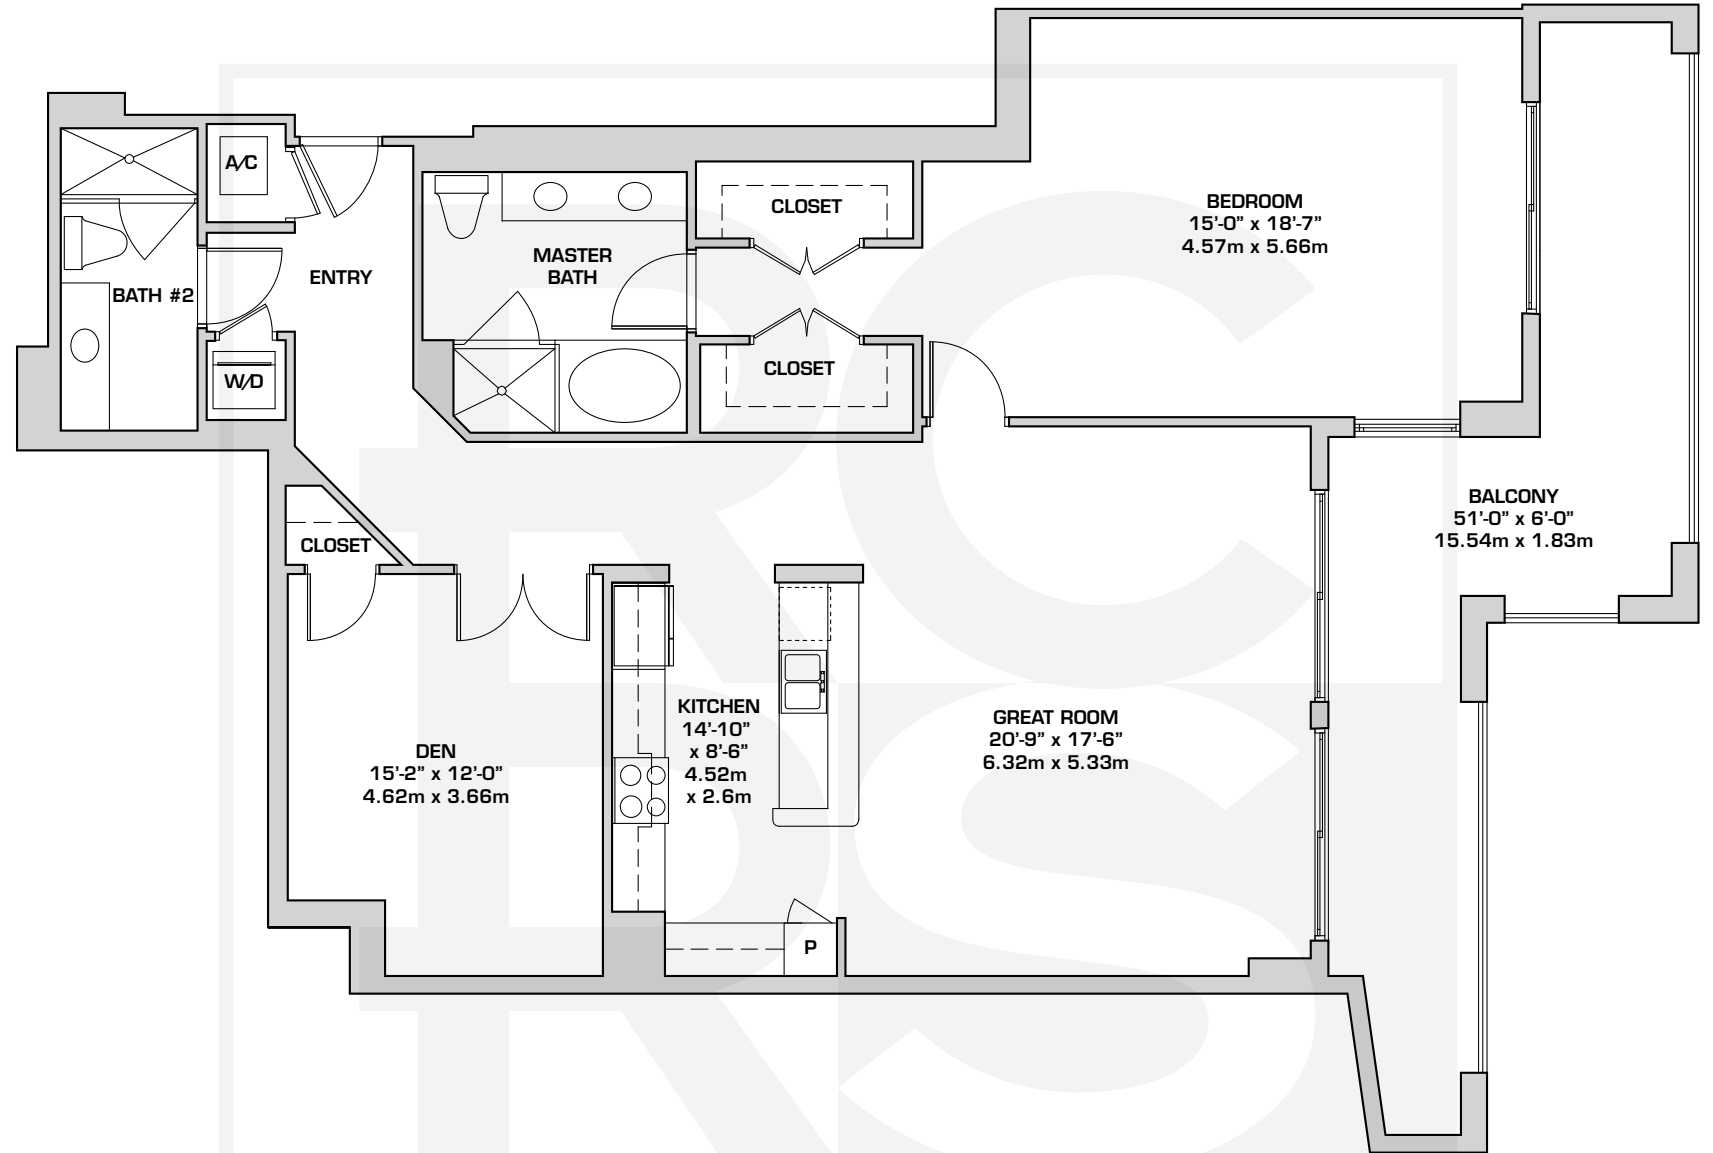 A/C
ENTRY
BATH #2
W/D
MASTER
BATH
CLOSET
CLOSET
BEDROOM
15'-0” x 18'-7”
4.57m x 5.66m
BALCONY
51'-0” x 6'-0”
15.54m x 1.83m
CLOSET
DEN
15'-2” x 12'-0”
4.62m x 3.66m
KITCHEN
14'-10”
x 8'-6”
4.52m
x 2.6m
P
GREAT ROOM
20'-9” x 17'-6”
6.32m x 5.33m
RC
RS